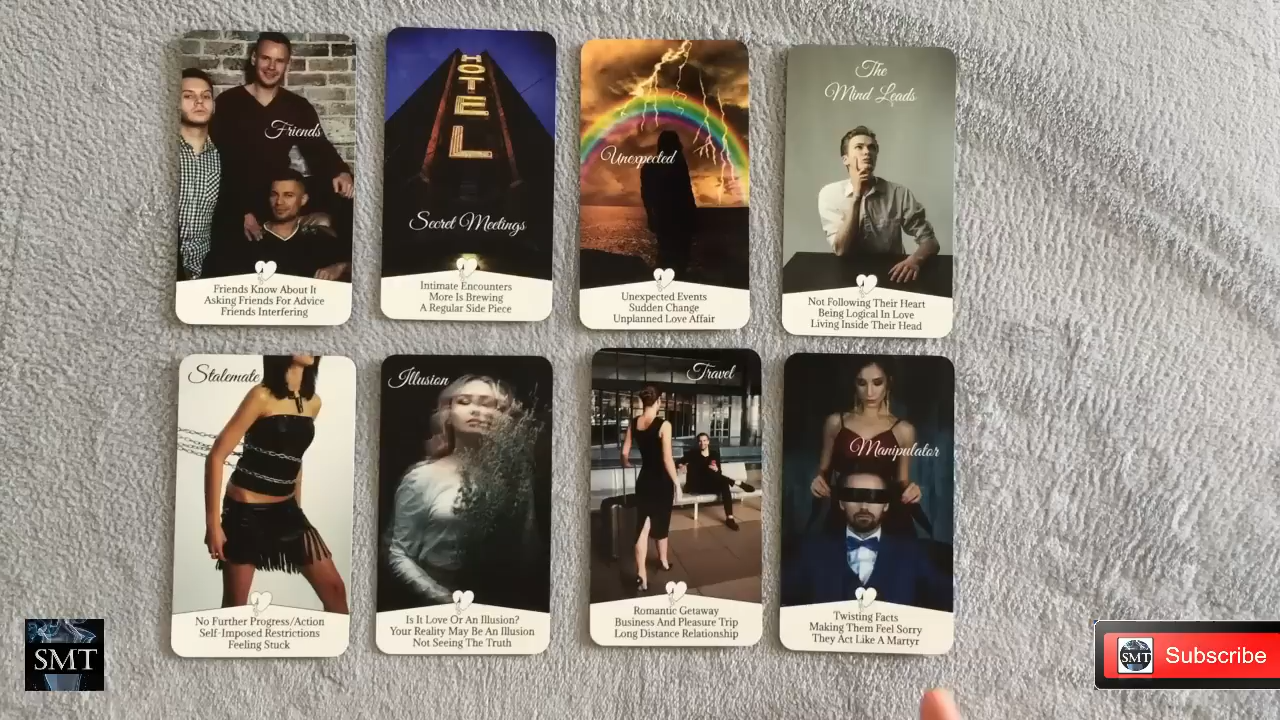 Friends
Friends Know About It
Asking Friends For Advice
Friends Interfering
HOTEL
Secret Meetings
Intimate Encounters
More Is Brewing
A Regular Side Piece
Unexpected
Unexpected Events
Sudden Change
Unplanned Love Affair
The
Mind Leads
Not Following Their Heart
Being Logical In Love
Living Inside Their Head
Stalemate
No Further Progress/Action
Self-Imposed Restrictions
Feeling Stuck
Illusion
Is It Love Or An Illusion?
Your Reality May Be An Illusion
Not Seeing The Truth
Travel
Romantic Getaway
Business And Pleasure Trip
Long Distance Relationship
Manipulator
Twisting Facts
Making Them Feel Sorry
They Act Like A Martyr
SMT
SMT
Subscribe